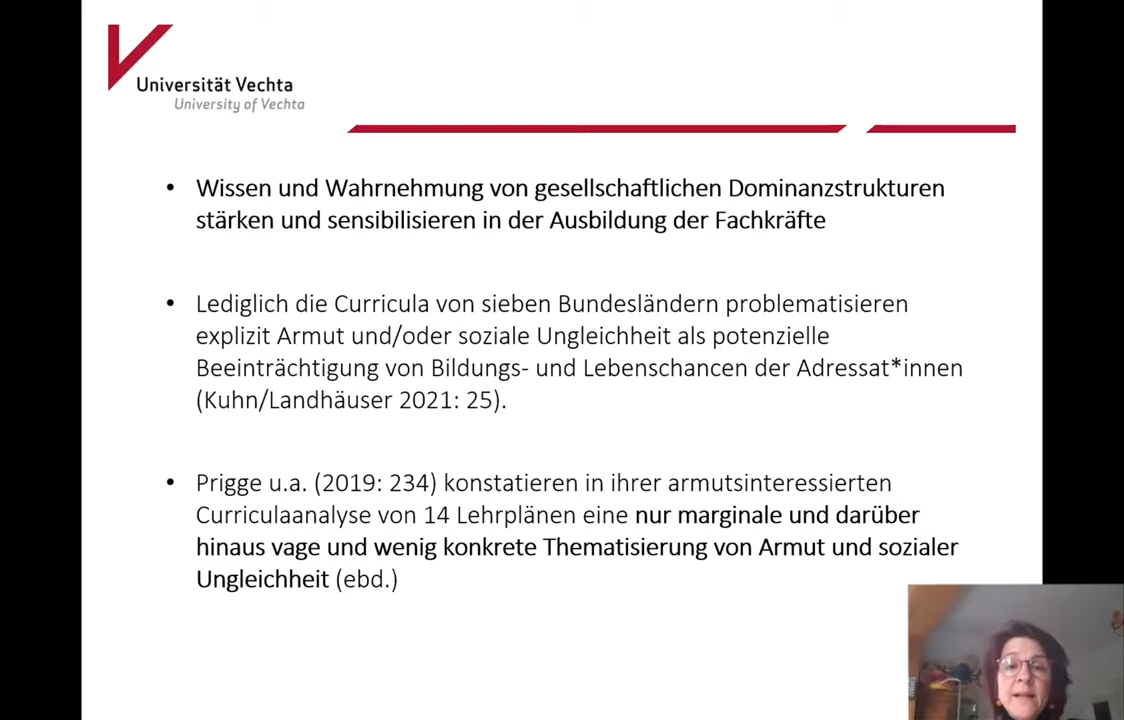 Universität Vechta
University of Vechta
• Wissen und Wahrnehmung von gesellschaftlichen Dominanzstrukturen
stärken und sensibilisieren in der Ausbildung der Fachkräfte
• Lediglich die Curricula von sieben Bundesländern problematisieren
explizit Armut und/oder soziale Ungleichheit als potenzielle
Beeinträchtigung von Bildungs- und Lebenschancen der Adressat*innen
(Kuhn/Landhäuser 2021: 25).
• Prigge u.a. (2019: 234) konstatieren in ihrer armutsinteressierten
Curriculaanalyse von 14 Lehrplänen eine nur marginale und darüber
hinaus vage und wenig konkrete Thematisierung von Armut und sozialer
Ungleichheit (ebd.)